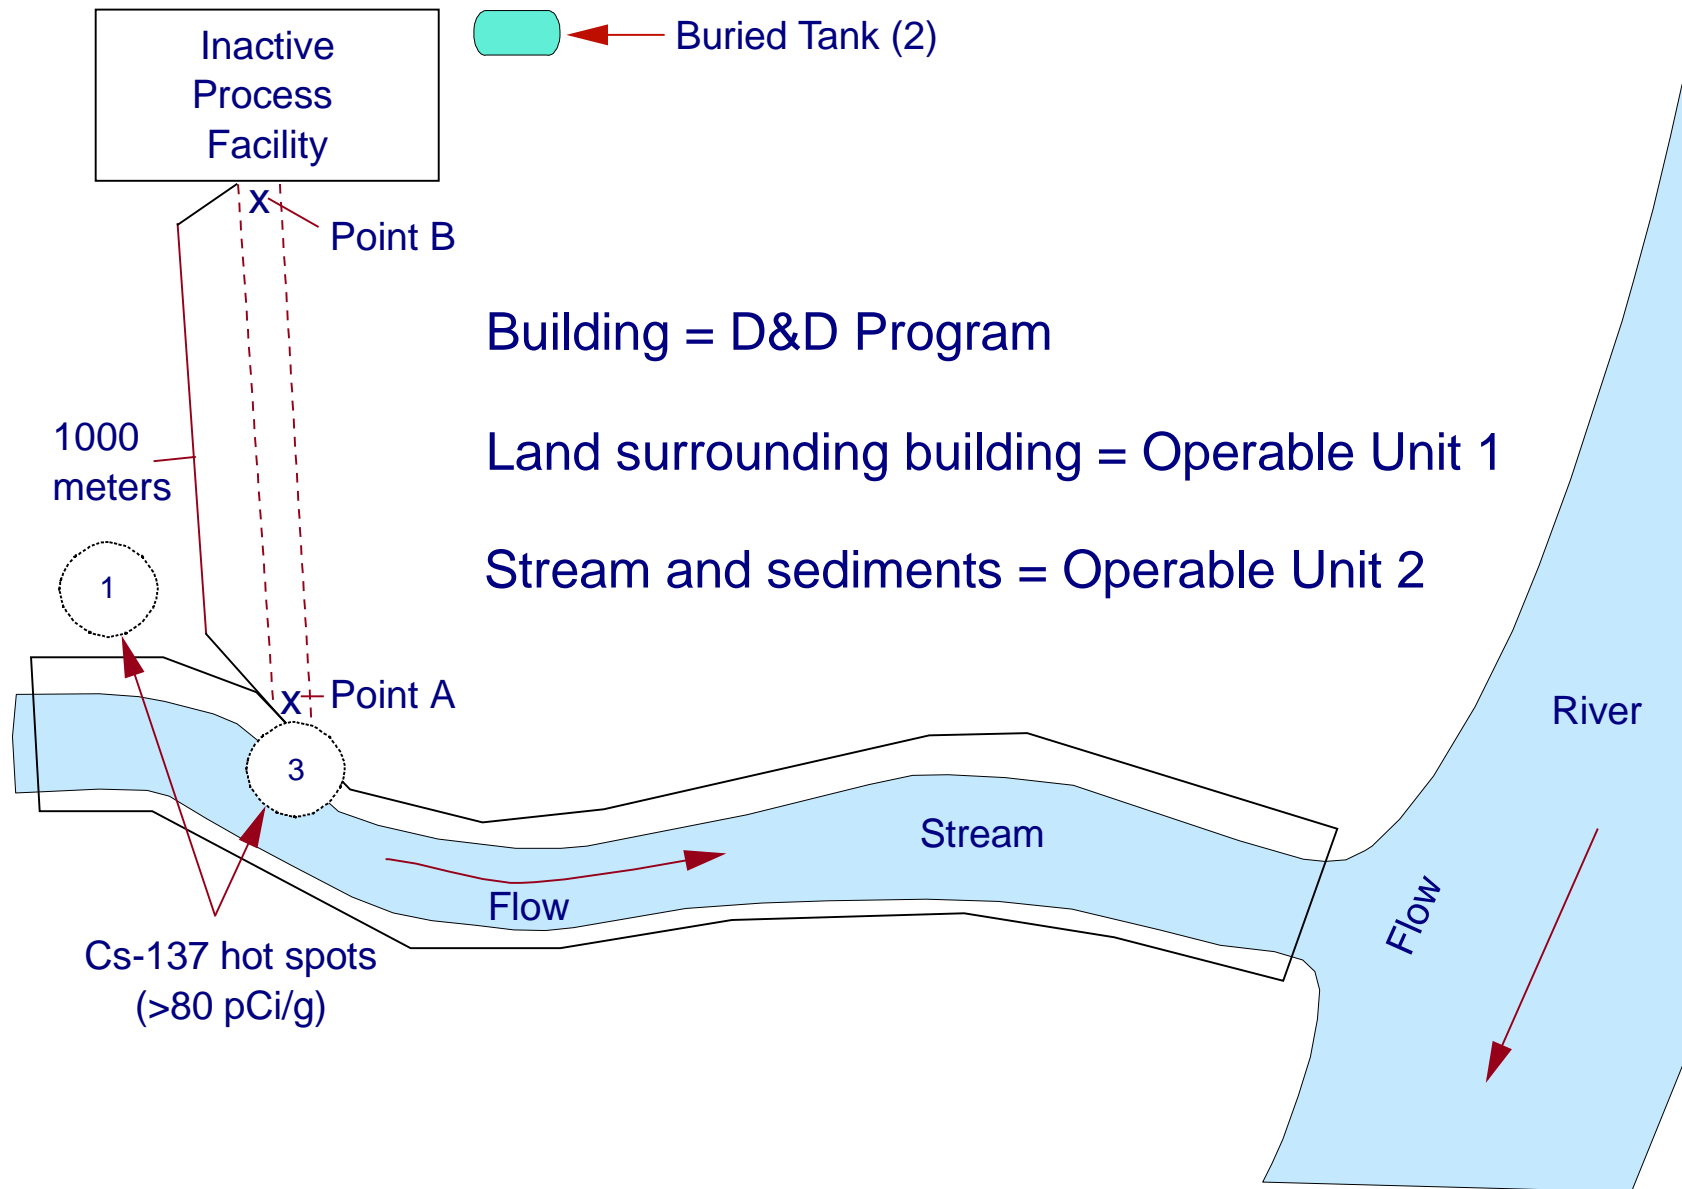 Inactive
Process
Facility
Buried Tank (2)
x
Point B
Building = D&D Program
1000
meters
Land surrounding building = Operable Unit 1
Stream and sediments = Operable Unit 2
1
x
Point A
River
3
Stream
Flow
Flow
Cs-137 hot spots
(>80 pCi/g)